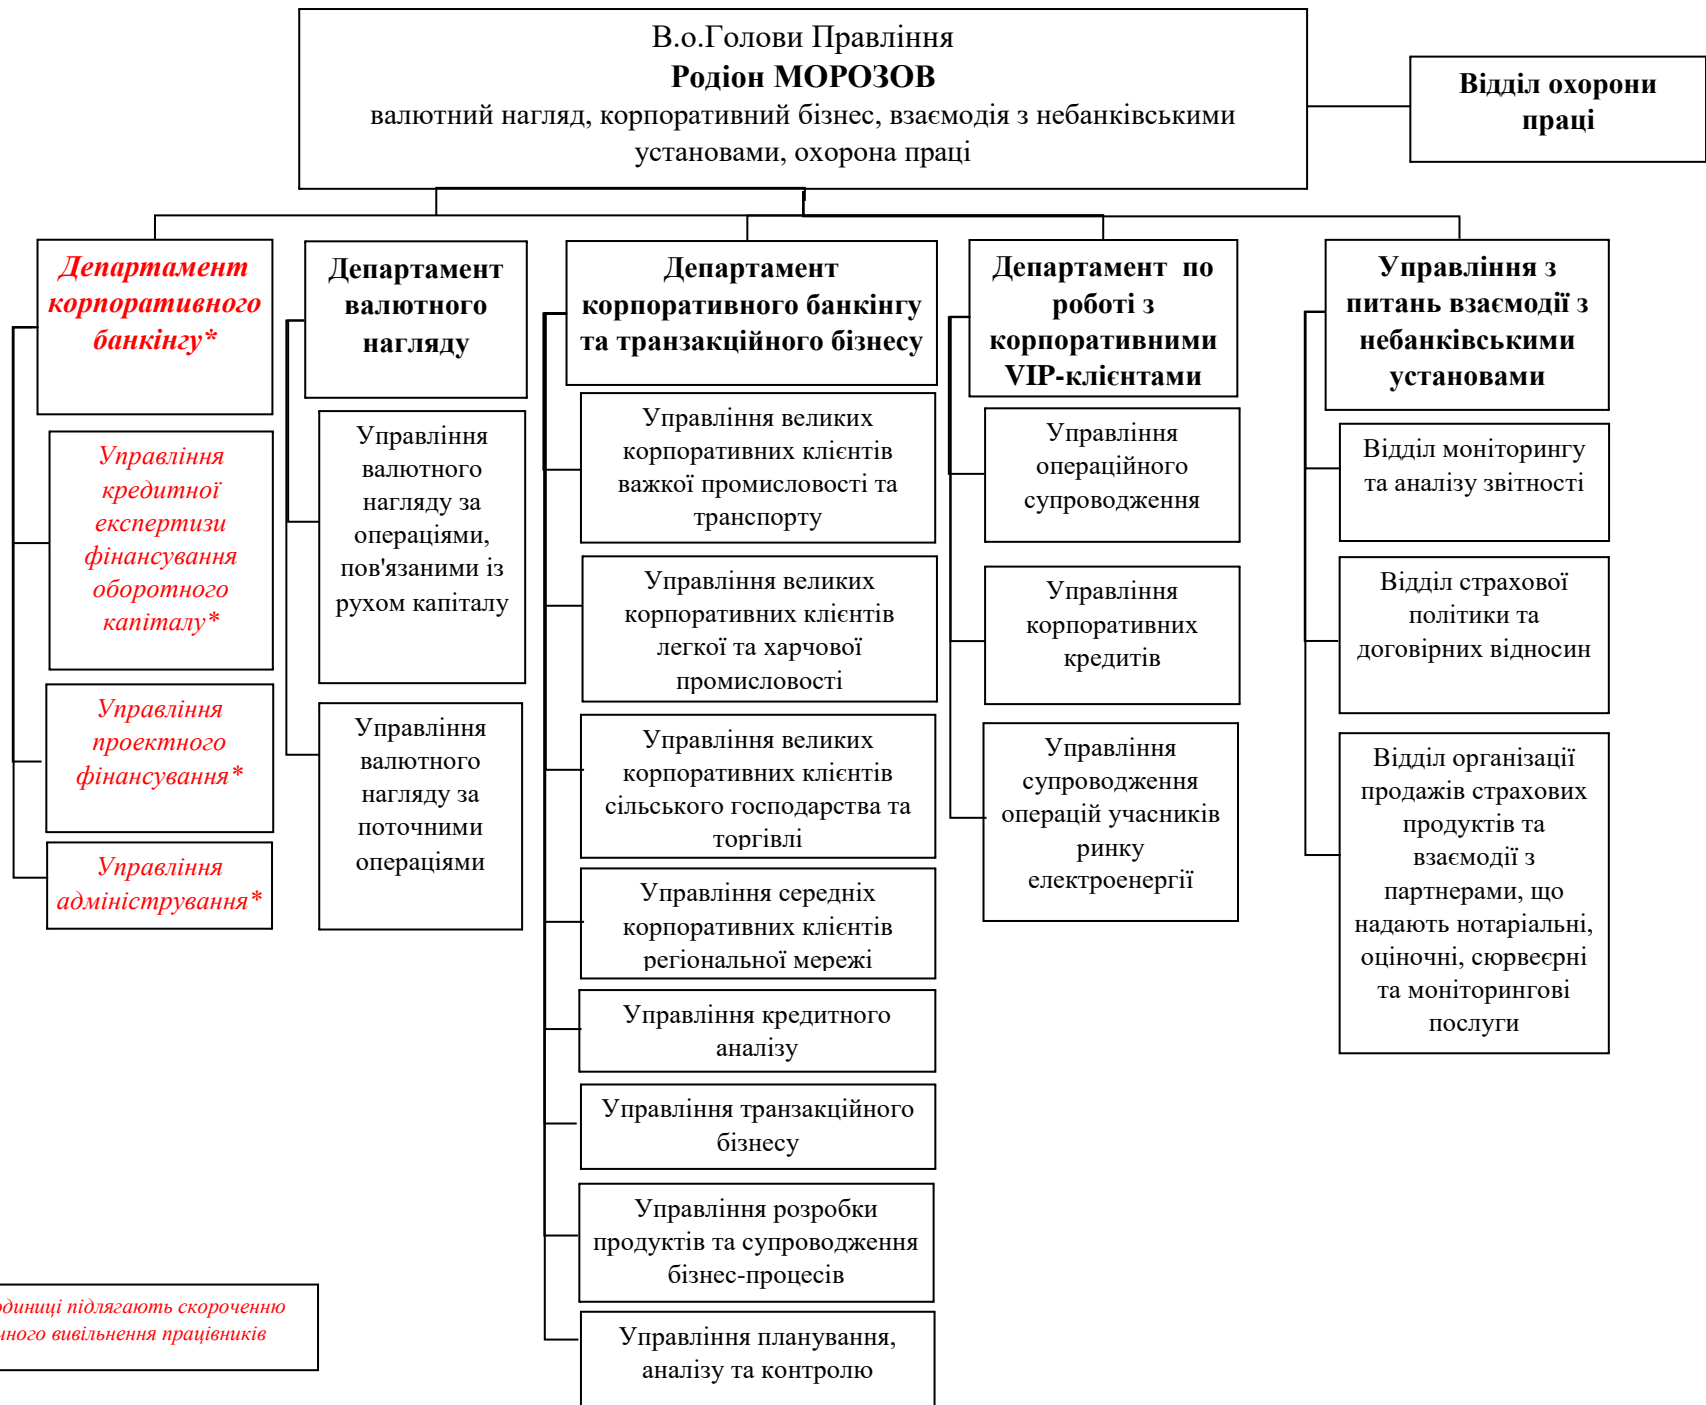 В.о.Голови Правління
Родіон МОРОЗОВ
валютний нагляд, корпоративний бізнес, взаємодія з небанківськими
установами, охорона праці
Відділ охорони
праці
Департамент
корпоративного
банкінгу*
Управління
кредитної
експертизи
фінансування
оборотного
капіталу*
Управління
проектного
фінансування*
Управління
адміністрування*
Департамент
валютного
нагляду
Управління
валютного
нагляду за
операціями,
пов'язаними із
рухом капіталу
Управління
валютного
нагляду за
поточними
операціями
Департамент
корпоративного банкінгу
та транзакційного бізнесу
Управління великих
корпоративних клієнтів
важкої промисловості та
транспорту
Управління великих
корпоративних клієнтів
легкої та харчової
промисловості
Управління великих
корпоративних клієнтів
сільського господарства та
торгівлі
Управління середніх
корпоративних клієнтів
регіональної мережі
Управління кредитного
аналізу
Управління транзакційного
бізнесу
Управління розробки
продуктів та супроводження
бізнес-процесів
Управління планування,
аналізу та контролю
Департамент по
роботі з
корпоративними
VIP-клієнтами
Управління
операційного
супроводження
Управління
корпоративних
кредитів
Управління
супроводження
операцій учасників
ринку
електроенергії
Управління з
питань взаємодії з
небанківськими
установами
Відділ моніторингу
та аналізу звітності
Відділ страхової
політики та
договірних відносин
Відділ організації
продажів страхових
продуктів та
взаємодії з
партнерами, що
надають нотаріальні,
оціночні, сюрвеєрні
та моніторингові
послуги
одиниці підлягають скороченню
вивільнення працівників